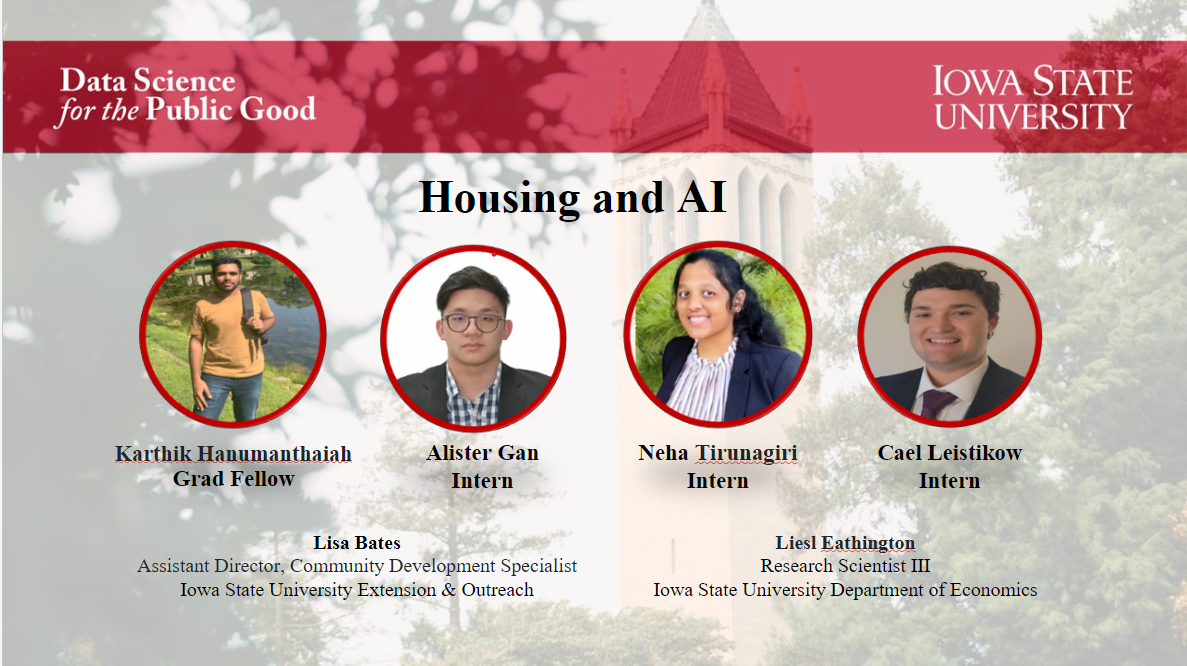 Data Science
for the Public Good
IOWA STATE
UNIVERSITY
Housing and AI
Karthik Hanumanthaiah
Grad Fellow
Alister Gan
Intern
Neha Tirunagiri
Intern
Cael Leistikow
Intern
Lisa Bates
Assistant Director, Community Development Specialist
Iowa State University Extension & Outreach
Liesl Eathington
Research Scientist III
Iowa State University Department of Economics